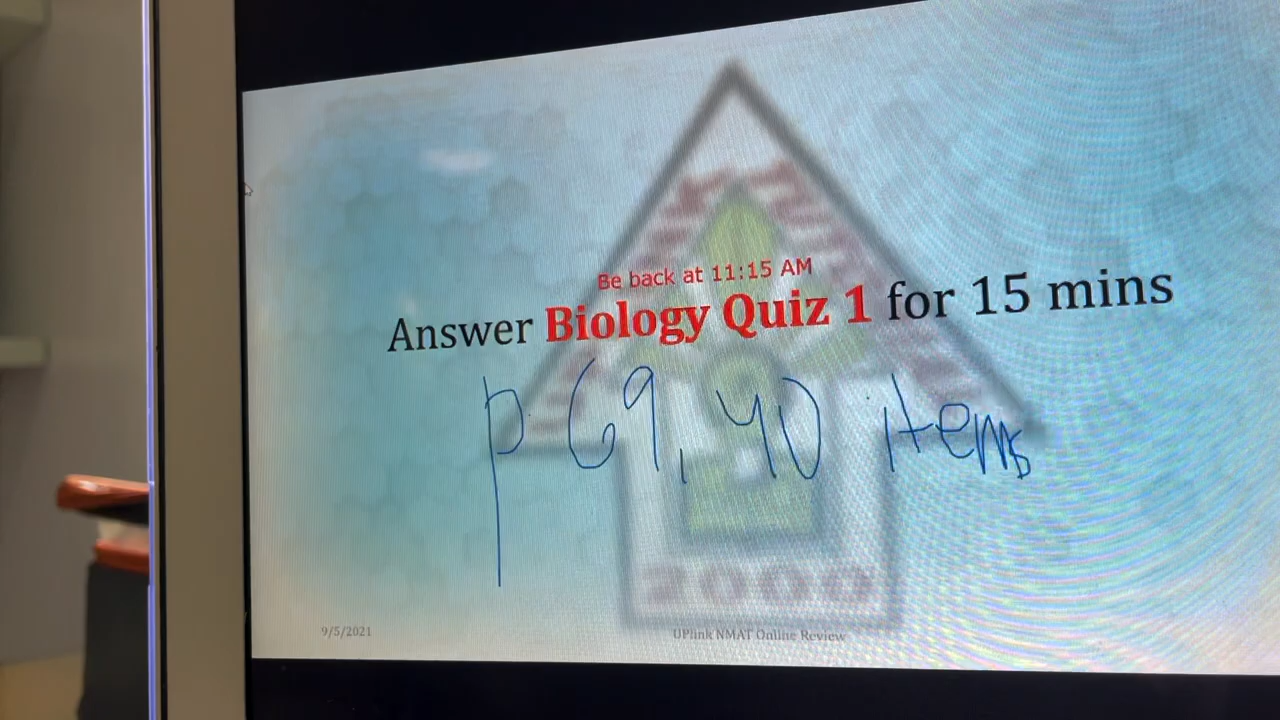 Be back at 11:15 AM
Answer Biology Quiz 1 for 15 mins
p. 69, 40 items
2000
9/5/2021
UPlink NMAT Online Review